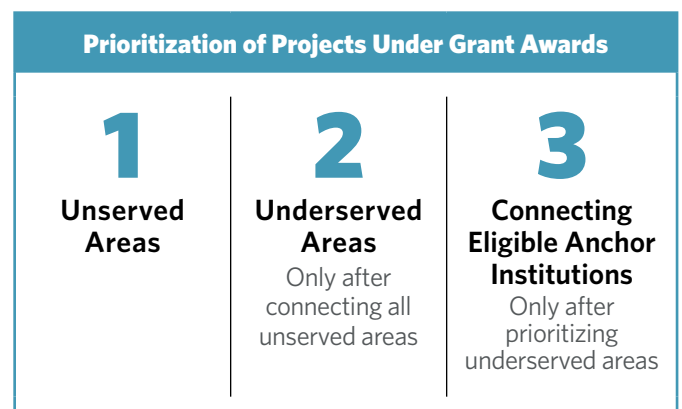 Prioritization of Projects Under Grant Awards
1
Unserved
Areas
2
Underserved
Areas
Only after
connecting all
unserved areas
3
Connecting
Eligible Anchor
Institutions
Only after
prioritizing
underserved areas